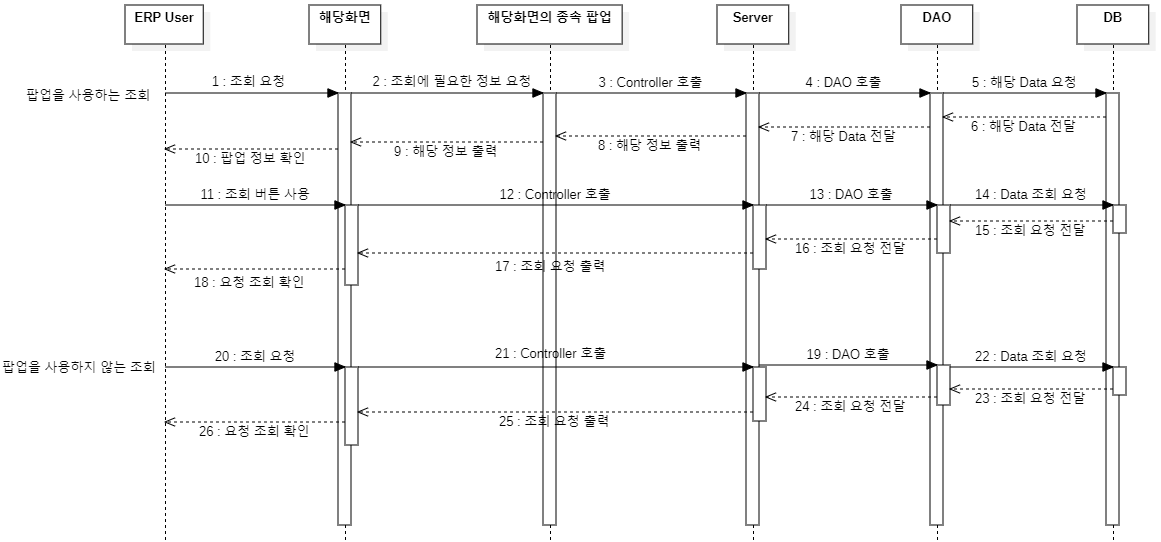 ERP User
해당화면
해당화면의 종속 팝업
Server
DAO
DB
팝업을 사용하는 조회
1 : 조회 요청
2 : 조회에 필요한 정보 요청
3 : Controller 호출
4 : DAO 호출
5 : 해당 Data 요청
6 : 해당 Data 전달
7 : 해당 Data 전달
8 : 해당 정보 출력
9 : 해당 정보 출력
10 : 팝업 정보 확인
11 : 조회 버튼 사용
12 : Controller 호출
13 : DAO 호출
14 : Data 조회 요청
15 : 조회 요청 전달
16 : 조회 요청 전달
17 : 조회 요청 출력
18 : 요청 조회 확인
팝업을 사용하지 않는 조회
20 : 조회 요청
21 : Controller 호출
19 : DAO 호출
22 : Data 조회 요청
23 : 조회 요청 전달
24 : 조회 요청 전달
25 : 조회 요청 출력
26 : 요청 조회 확인